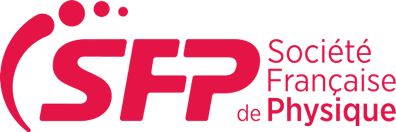 SFP
Société
Française
de Physique